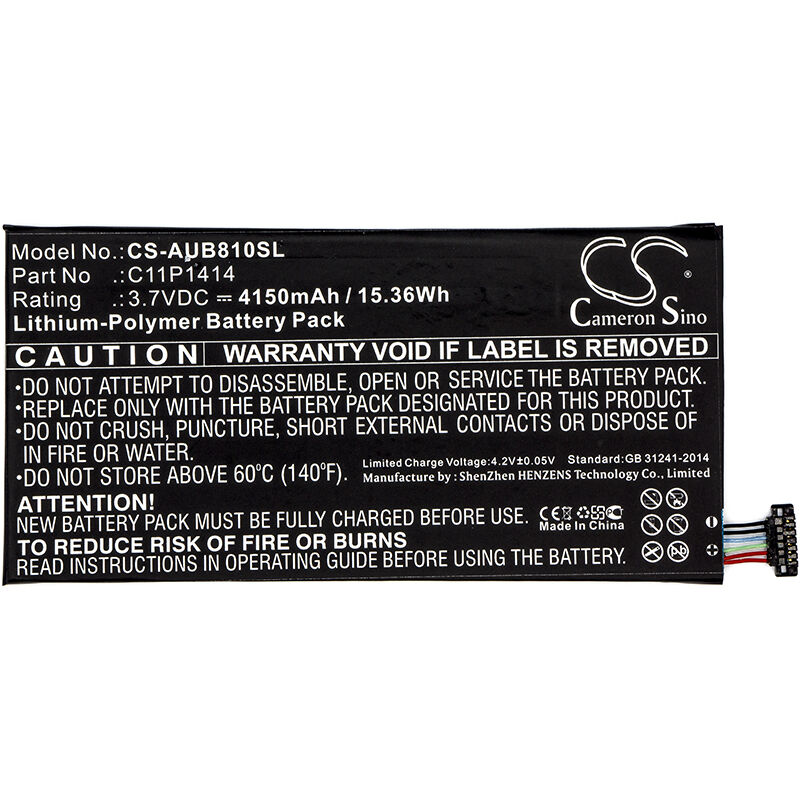 Model No.: CS-AUB810SL
Part No : C11P1414
Rating : 3.7VDC ⎓ 4150mAh / 15.36Wh
Lithium-Polymer Battery Pack
CS
Cameron Sino
CAUTION WARRANTY VOID IF LABEL IS REMOVED
•DO NOT ATTEMPT TO DISASSEMBLE, OPEN OR SERVICE THE BATTERY PACK.
•REPLACE ONLY WITH THE BATTERY PACK DESIGNATED FOR THIS PRODUCT.
•DO NOT CRUSH, PUNCTURE, SHORT EXTERNAL CONTACTS OR DISPOSE OF
IN FIRE OR WATER.
•DO NOT STORE ABOVE 60°C (140°F).
Limited Charge Voltage:4.2V±0.05V Standard:GB 31241-2014
Manufacture by : ShenZhen HENZENS Technology Co., Limited
ATTENTION!
NEW BATTERY PACK MUST BE FULLY CHARGED BEFORE USE.
TO REDUCE RISK OF FIRE OR BURNS
READ INSTRUCTIONS IN OPERATING GUIDE BEFORE USING THE BATTERY.
CE
Made In China
Pb